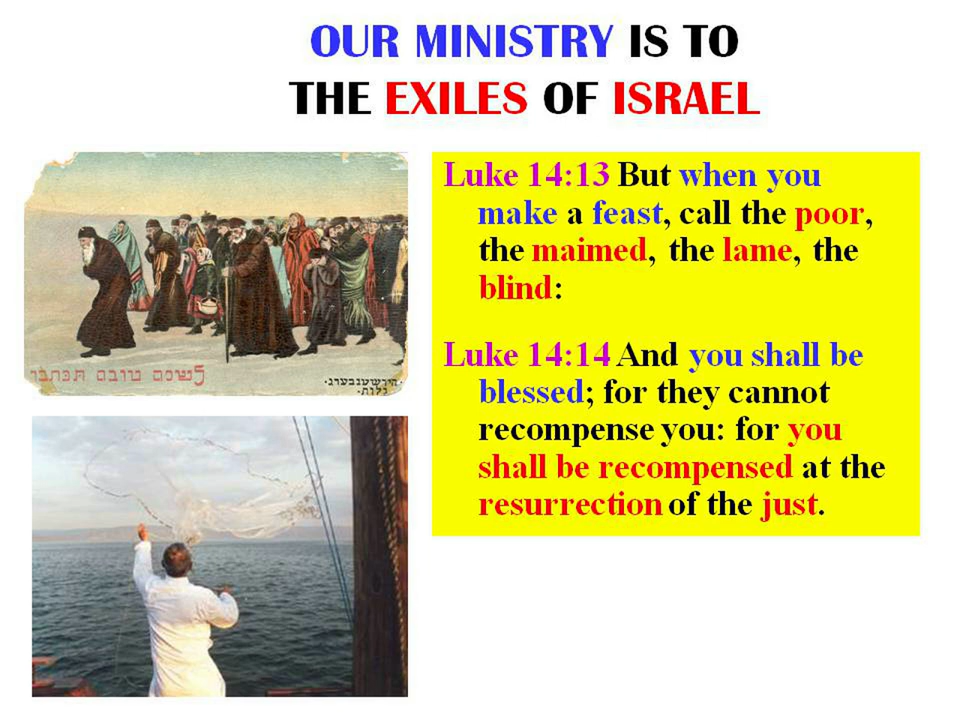 OUR MINISTRY IS TO
THE EXILES OF ISRAEL
לשנה טובה תכתבו
·הירשענבערג·
·גלות·
Luke 14:13 But when you
make a feast, call the poor,
the maimed, the lame, the
blind:
Luke 14:14 And you shall be
blessed; for they cannot
recompense you: for you
shall be recompensed at the
resurrection of the just.